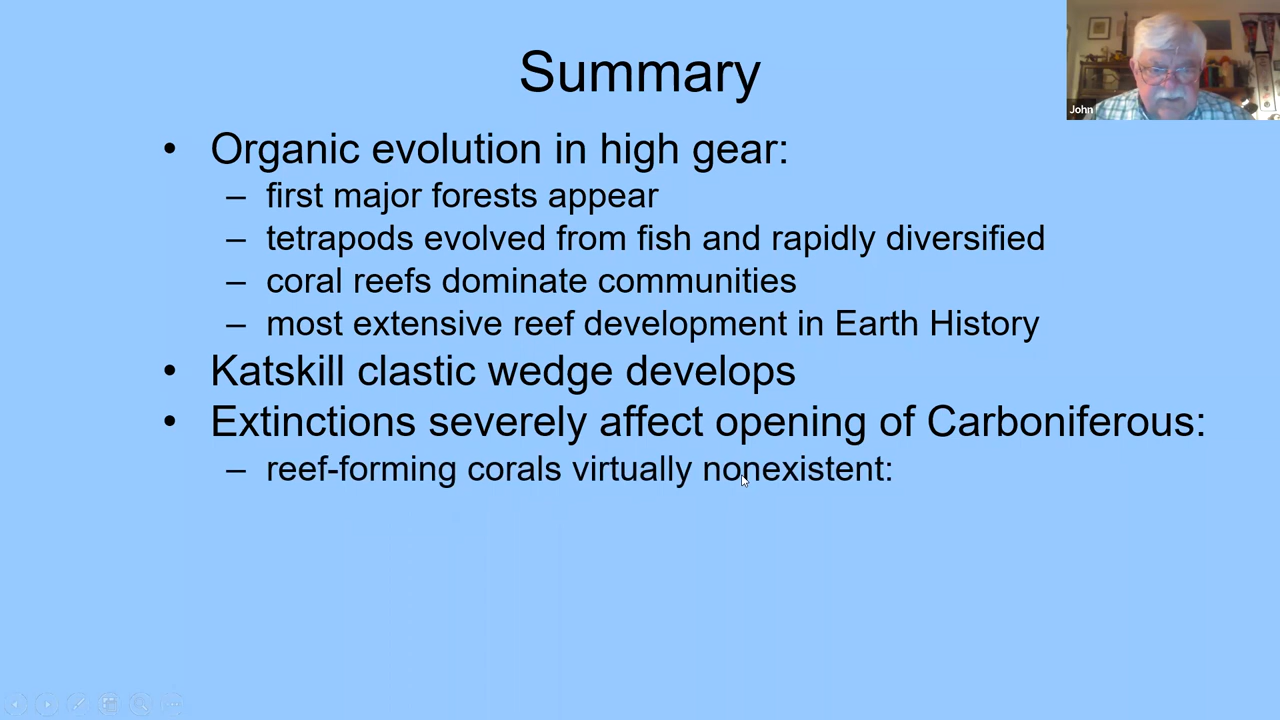 Summary
John
• Organic evolution in high gear:
– first major forests appear
– tetrapods evolved from fish and rapidly diversified
– coral reefs dominate communities
– most extensive reef development in Earth History
• Katskill clastic wedge develops
• Extinctions severely affect opening of Carboniferous:
– reef-forming corals virtually nonexistent: